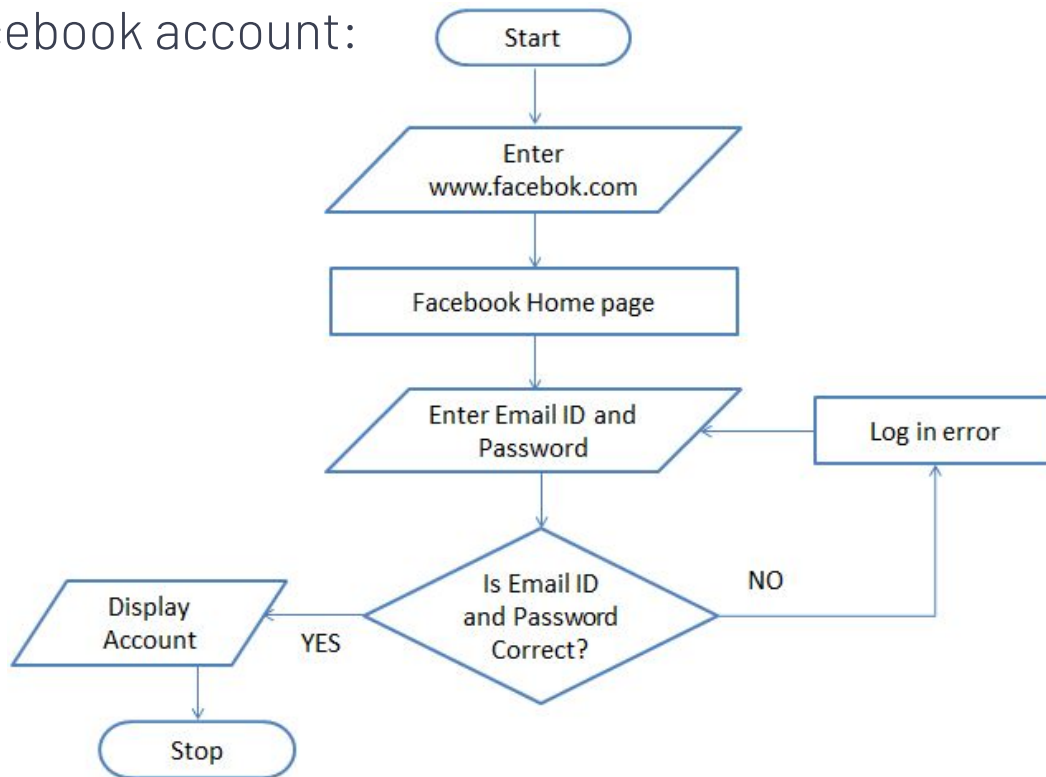 cebook account:
Start
Enter
www.facebok.com
Facebook Home page
Enter Email ID and
Password
Log in error
Is Email ID
and Password
Correct?
NO
YES
Display
Account
Stop